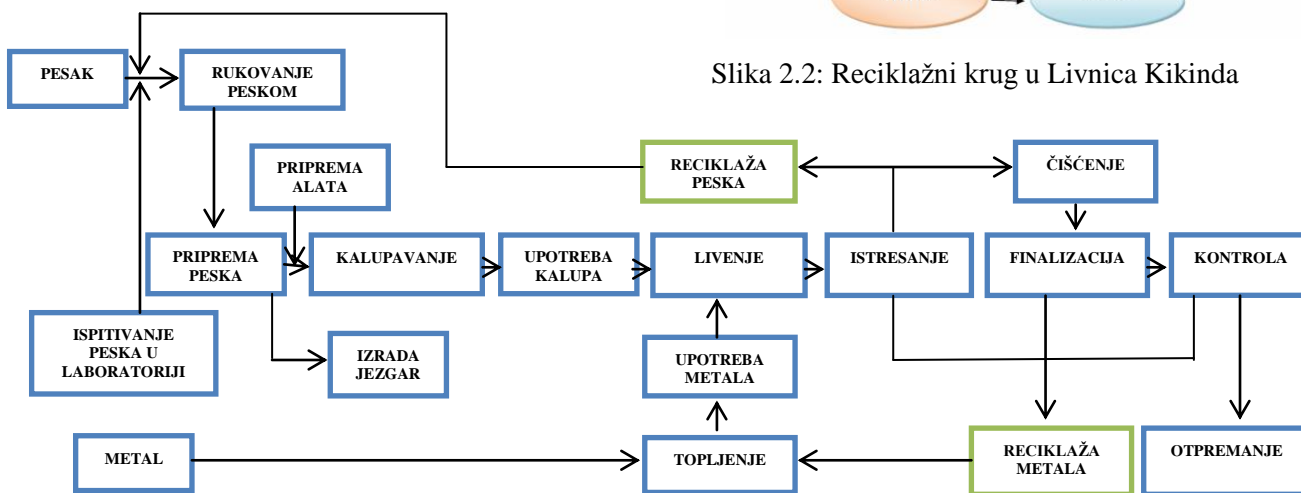 Slika 2.2: Reciklažni krug u Livnica Kikinda
PESAK
RUKOVANJE
PESKOM
PRIPREMA
ALATA
RECIKLAŽA
PESKA
ČIŠĆENJE
PRIPREMA
PESKA
KALUPAVANJE
UPOTREBA
KALUPA
LIVENJE
ISTRESANJE
FINALIZACIJA
KONTROLA
ISPITIVANJE
PESKA U
LABORATORIJI
IZRADA
JEZGAR
UPOTREBA
METALA
METAL
TOPLJENJE
RECIKLAŽA
METALA
OTPREMANJE